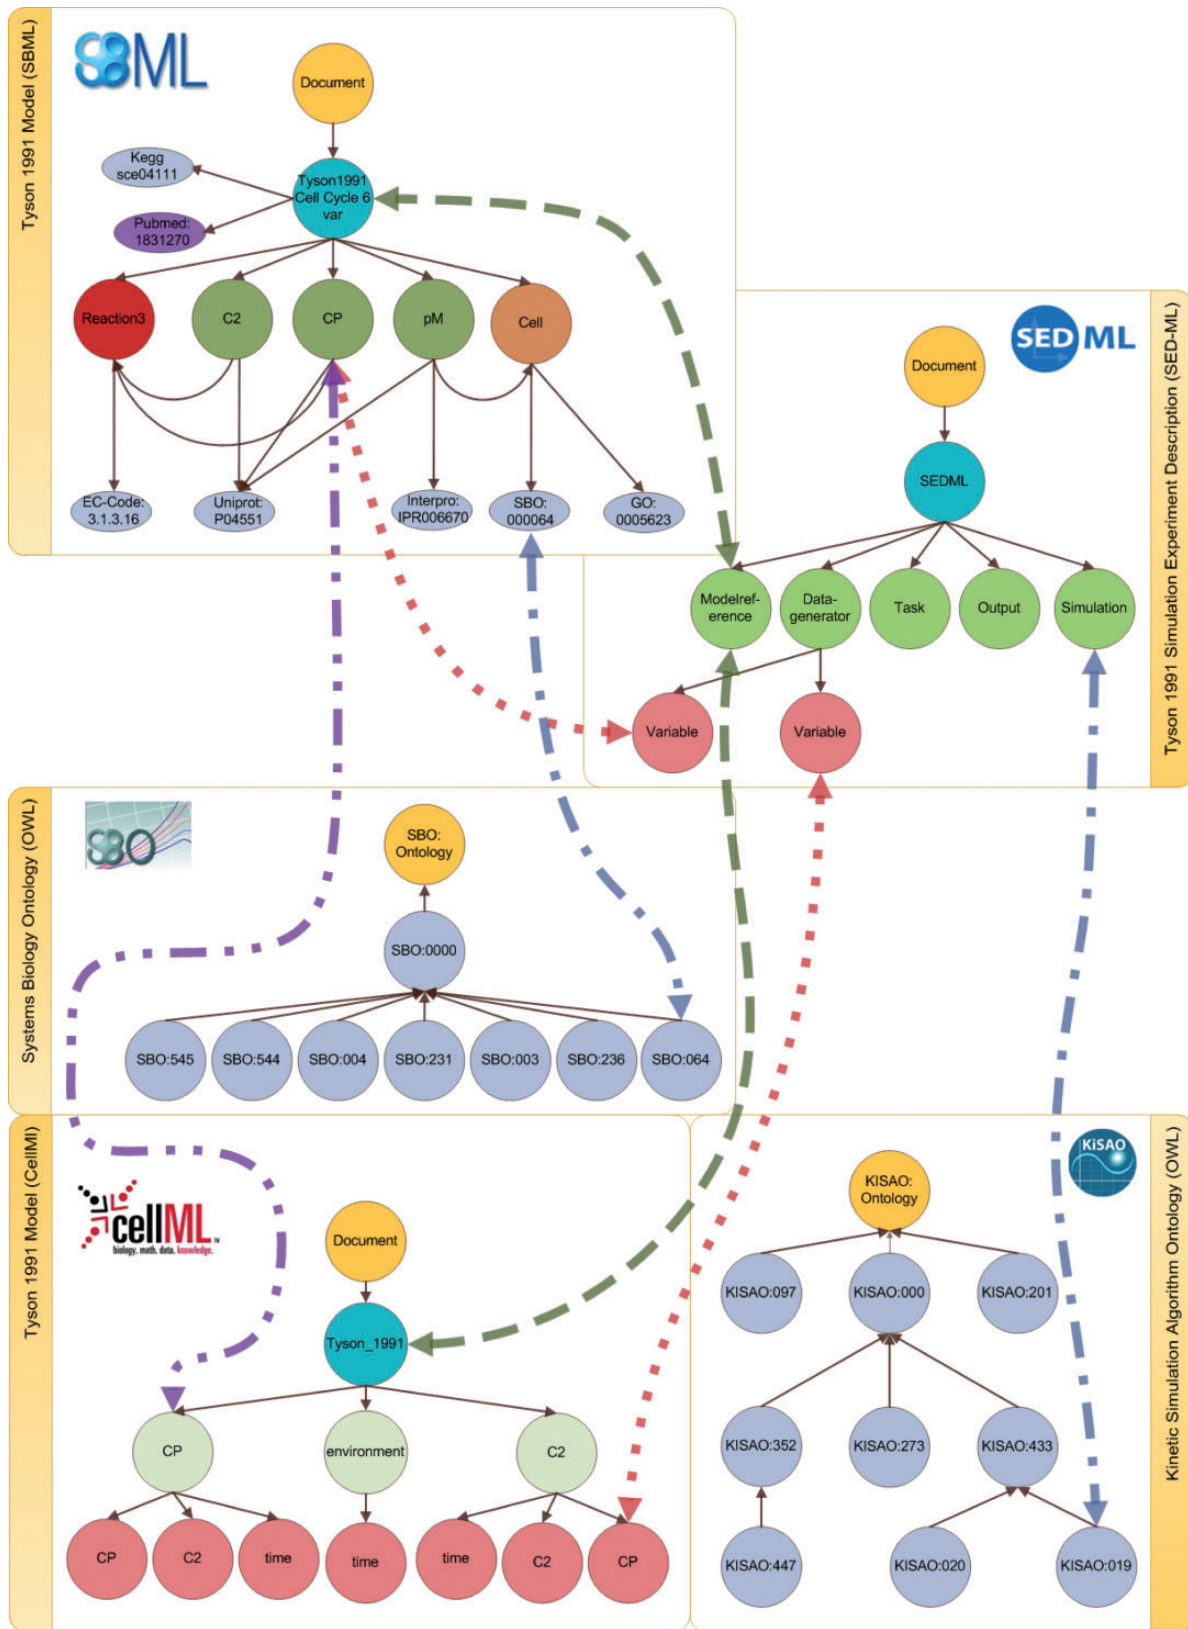 Tyson 1991 Model (SBML)
SBML
Document
Kegg
sce04111
Tyson1991
Cell Cycle 6
var
Pubmed:
1831270
Reaction3
C2
CP
pM
Cell
EC-Code:
3.1.3.16
Uniprot:
P04551
Interpro:
IPR006670
SBO:
000064
GO:
0005623
Tyson 1991 Simulation Experiment Description (SED-ML)
SED ML
Document
SEDML
Modelref-
erence
Data-
generator
Task
Output
Simulation
Variable
Variable
Systems Biology Ontology (OWL)
SBO
SBO:
Ontology
SBO:0000
SBO:545
SBO:544
SBO:004
SBO:231
SBO:003
SBO:236
SBO:064
Tyson 1991 Model (CellMl)
cellML™
biology. math. data. knowledge.
Document
Tyson_1991
CP
environment
C2
CP
C2
time
time
time
C2
CP
Kinetic Simulation Algorithm Ontology (OWL)
KiSAO
KISAO:
Ontology
KISAO:097
KISAO:000
KISAO:201
KISAO:352
KISAO:273
KISAO:433
KISAO:447
KISAO:020
KISAO:019